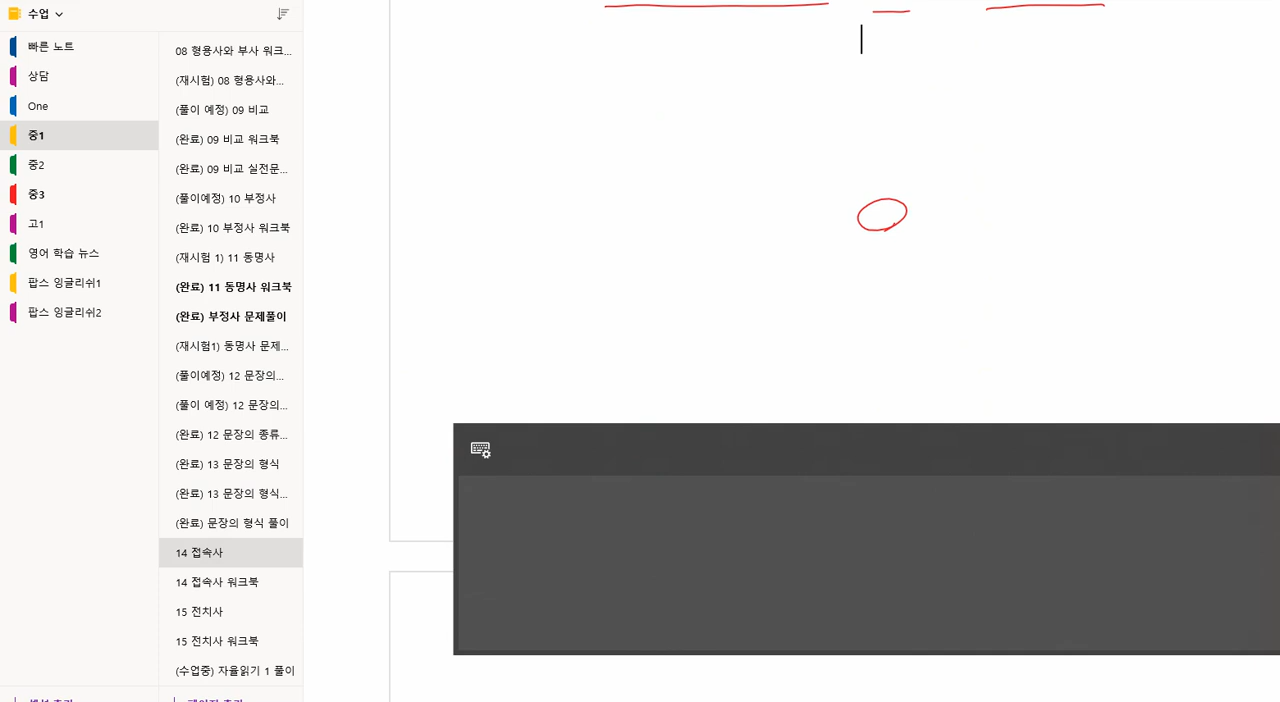 수업
빠른 노트
상담
One
중1
중2
중3
고1
영어 학습 뉴스
팝스 잉글리쉬1
팝스 잉글리쉬2
08 형용사와 부사 워크...
(재시험) 08 형용사와...
(풀이 예정) 09 비교
(완료) 09 비교 워크북
(완료) 09 비교 실전문...
(풀이예정) 10 부정사
(완료) 10 부정사 워크북
(재시험 1) 11 동명사
(완료) 11 동명사 워크북
(완료) 부정사 문제풀이
(재시험1) 동명사 문제...
(풀이예정) 12 문장의...
(풀이 예정) 12 문장의...
(완료) 12 문장의 종류...
(완료) 13 문장의 형식
(완료) 13 문장의 형식...
(완료) 문장의 형식 풀이
14 접속사
14 접속사 워크북
15 전치사
15 전치사 워크북
(수업중) 자율읽기 1 풀이